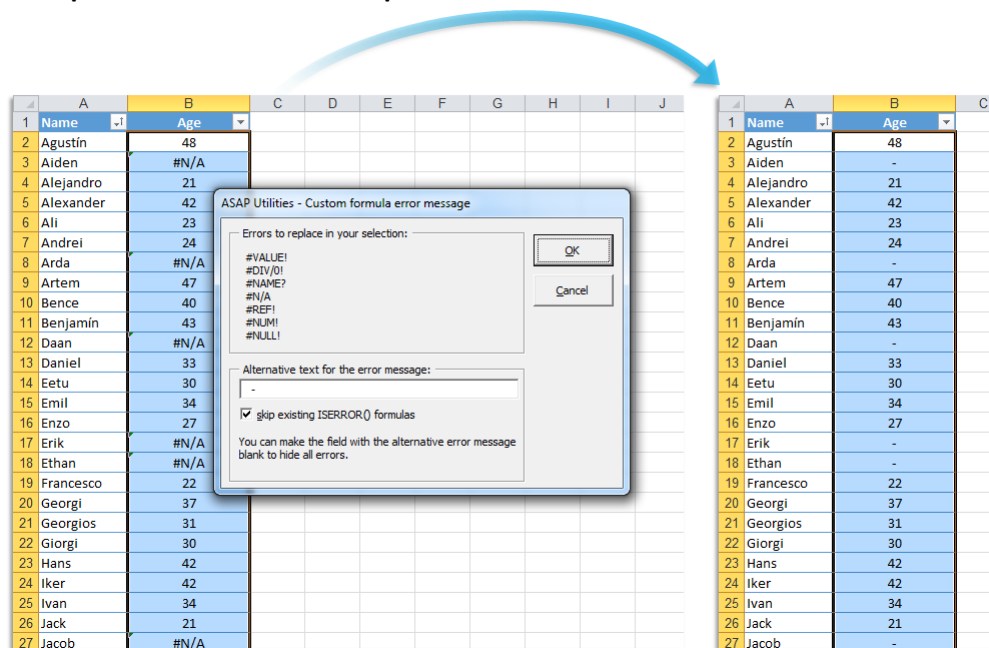 A B C D E F G H I J
1 Name Age
2 Agustín 48
3 Aiden #N/A
4 Alejandro 21
5 Alexander 42
6 Ali 23
7 Andrei 24
8 Arda #N/A
9 Artem 47
10 Bence 40
11 Benjamín 43
12 Daan #N/A
13 Daniel 33
14 Eetu 30
15 Emil 34
16 Enzo 27
17 Erik #N/A
18 Ethan #N/A
19 Francesco 22
20 Georgi 37
21 Georgios 31
22 Giorgi 30
23 Hans 42
24 Iker 42
25 Ivan 34
26 Jack 21
27 Jacob #N/A
ASAP Utilities - Custom formula error message
Errors to replace in your selection:
#VALUE!
#DIV/0!
#NAME?
#N/A
#REF!
#NUM!
#NULL!
OK
Cancel
Alternative text for the error message:
-
skip existing ISERROR() formulas
You can make the field with the alternative error message
blank to hide all errors.
A B C
1 Name Age
2 Agustín 48
3 Aiden -
4 Alejandro 21
5 Alexander 42
6 Ali 23
7 Andrei 24
8 Arda -
9 Artem 47
10 Bence 40
11 Benjamín 43
12 Daan -
13 Daniel 33
14 Eetu 30
15 Emil 34
16 Enzo 27
17 Erik -
18 Ethan -
19 Francesco 22
20 Georgi 37
21 Georgios 31
22 Giorgi 30
23 Hans 42
24 Iker 42
25 Ivan 34
26 Jack 21
27 Jacob -